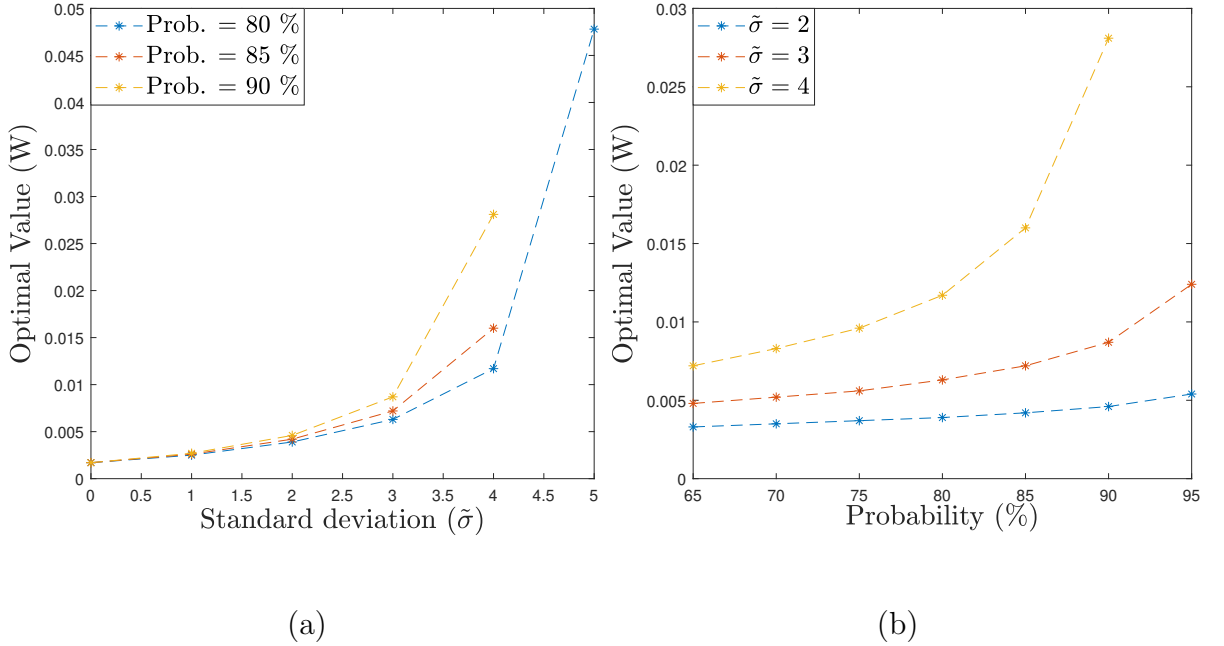 Prob. = 80 %
Prob. = 85 %
Prob. = 90 %
Optimal Value (W)
0.05
0.045
0.04
0.035
0.03
0.025
0.02
0.015
0.01
0.005
0
0 0.5 1 1.5 2 2.5 3 3.5 4 4.5 5
Standard deviation (σ̃)
(a)
σ̃ = 2
σ̃ = 3
σ̃ = 4
Optimal Value (W)
0.03
0.025
0.02
0.015
0.01
0.005
0
65 70 75 80 85 90 95
Probability (%)
(b)